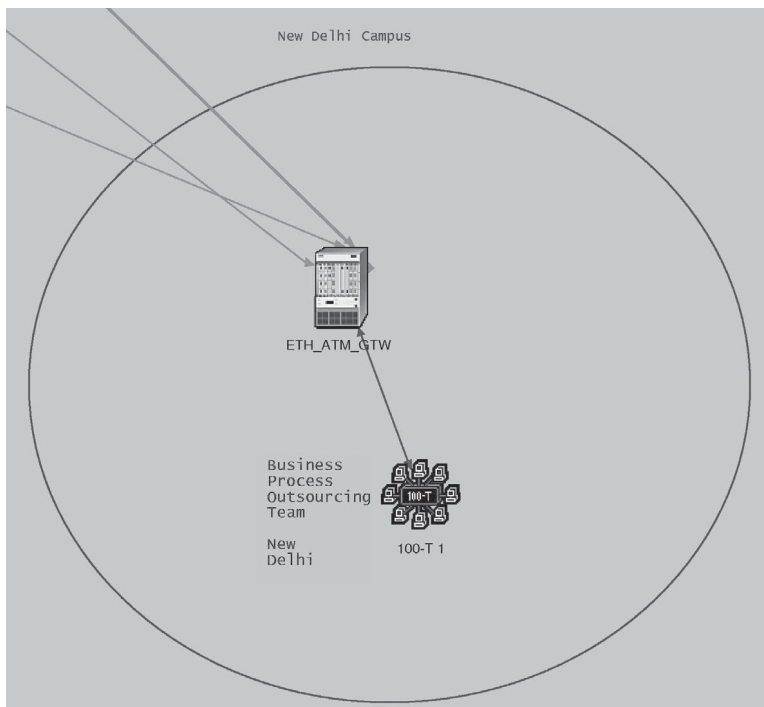 New Delhi Campus
ETH_ATM_GTW
Business
Process
Outsourcing
Team
New
Delhi
100-T
100-T 1